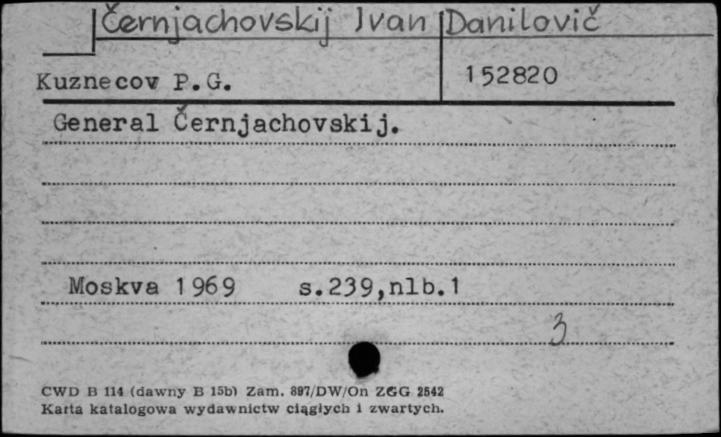 Černjachovskij Ivan Danilovič
Kuznecov P.G. 152820
General Černjachovskij.
Moskva 1969 s.239,nlb.1
3
CWD B 114 (dawny B 15b) Zam. 897/DW/On ZGG 2542
Karta katalogowa wydawnictw ciągłych i zwartych.